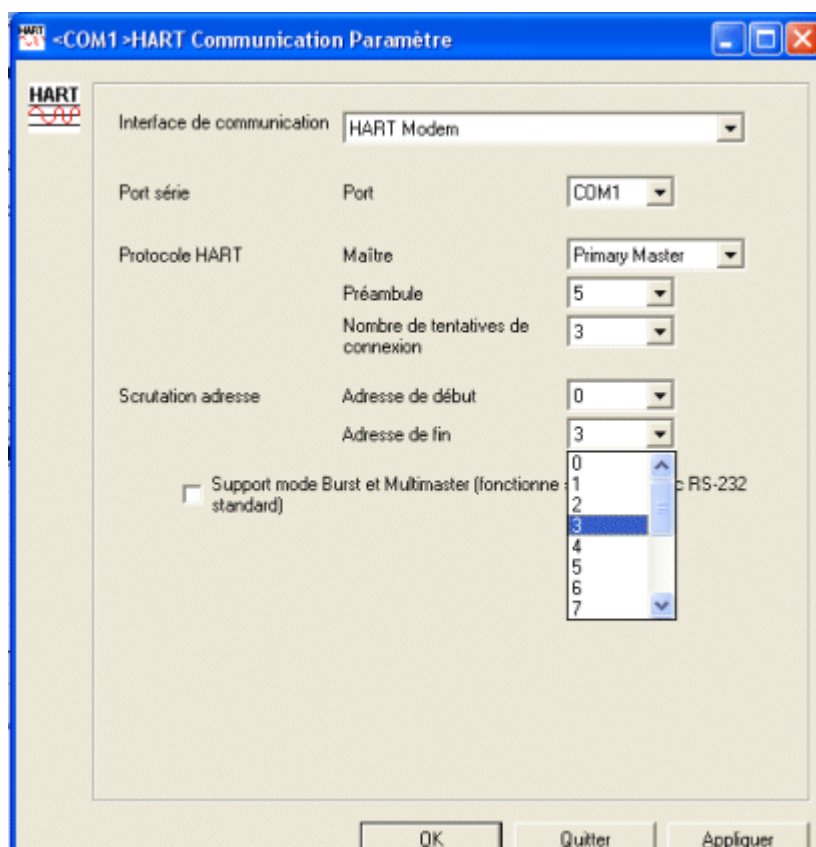 HART
<COM1 >HART Communication Paramètre
HART
Interface de communication
HART Modem
Port série
Port
COM1
Protocole HART
Maître
Primary Master
Préambule
5
Nombre de tentatives de
connexion
3
Scrutation adresse
Adresse de début
0
Adresse de fin
3
0
1
2
3
4
5
6
7
Support mode Burst et Multimaster (fonctionne RS-232
standard)
OK
Quitter
Appliquer